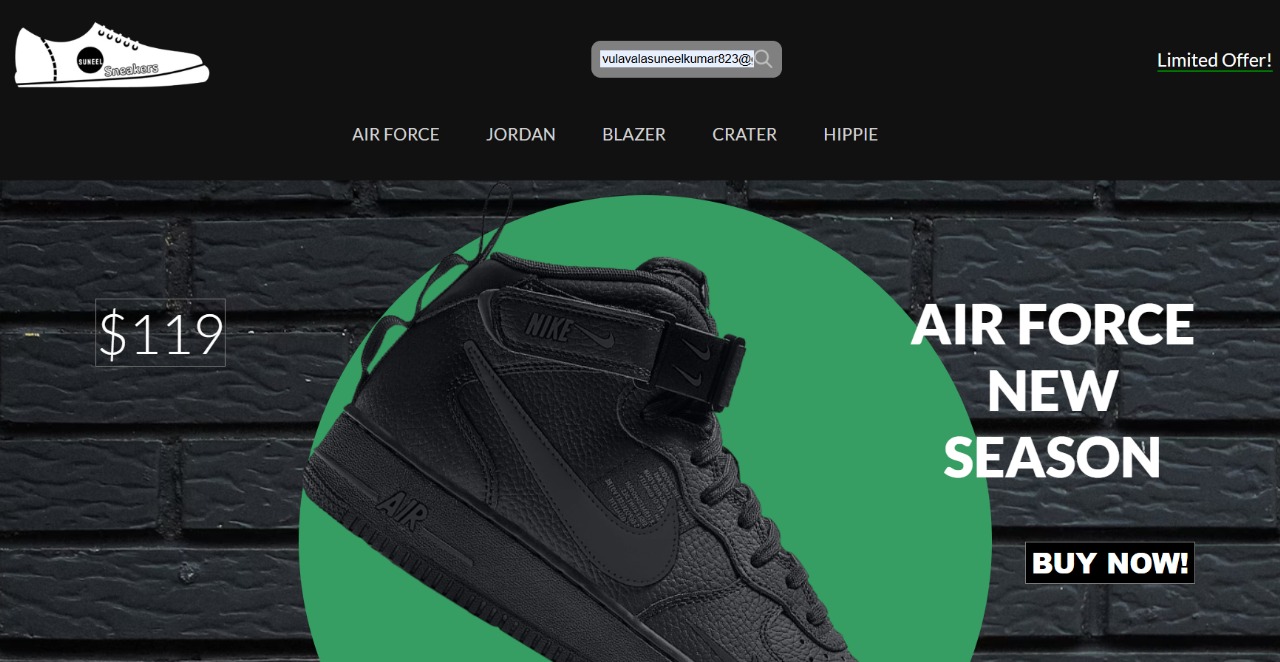 SUNEEL
Sneakers
vulavalasuneelkumar823@
Limited Offer!
AIR FORCE
JORDAN
BLAZER
CRATER
HIPPIE
$119
NIKE
AIR
AIR FORCE
NEW
SEASON
BUY NOW!